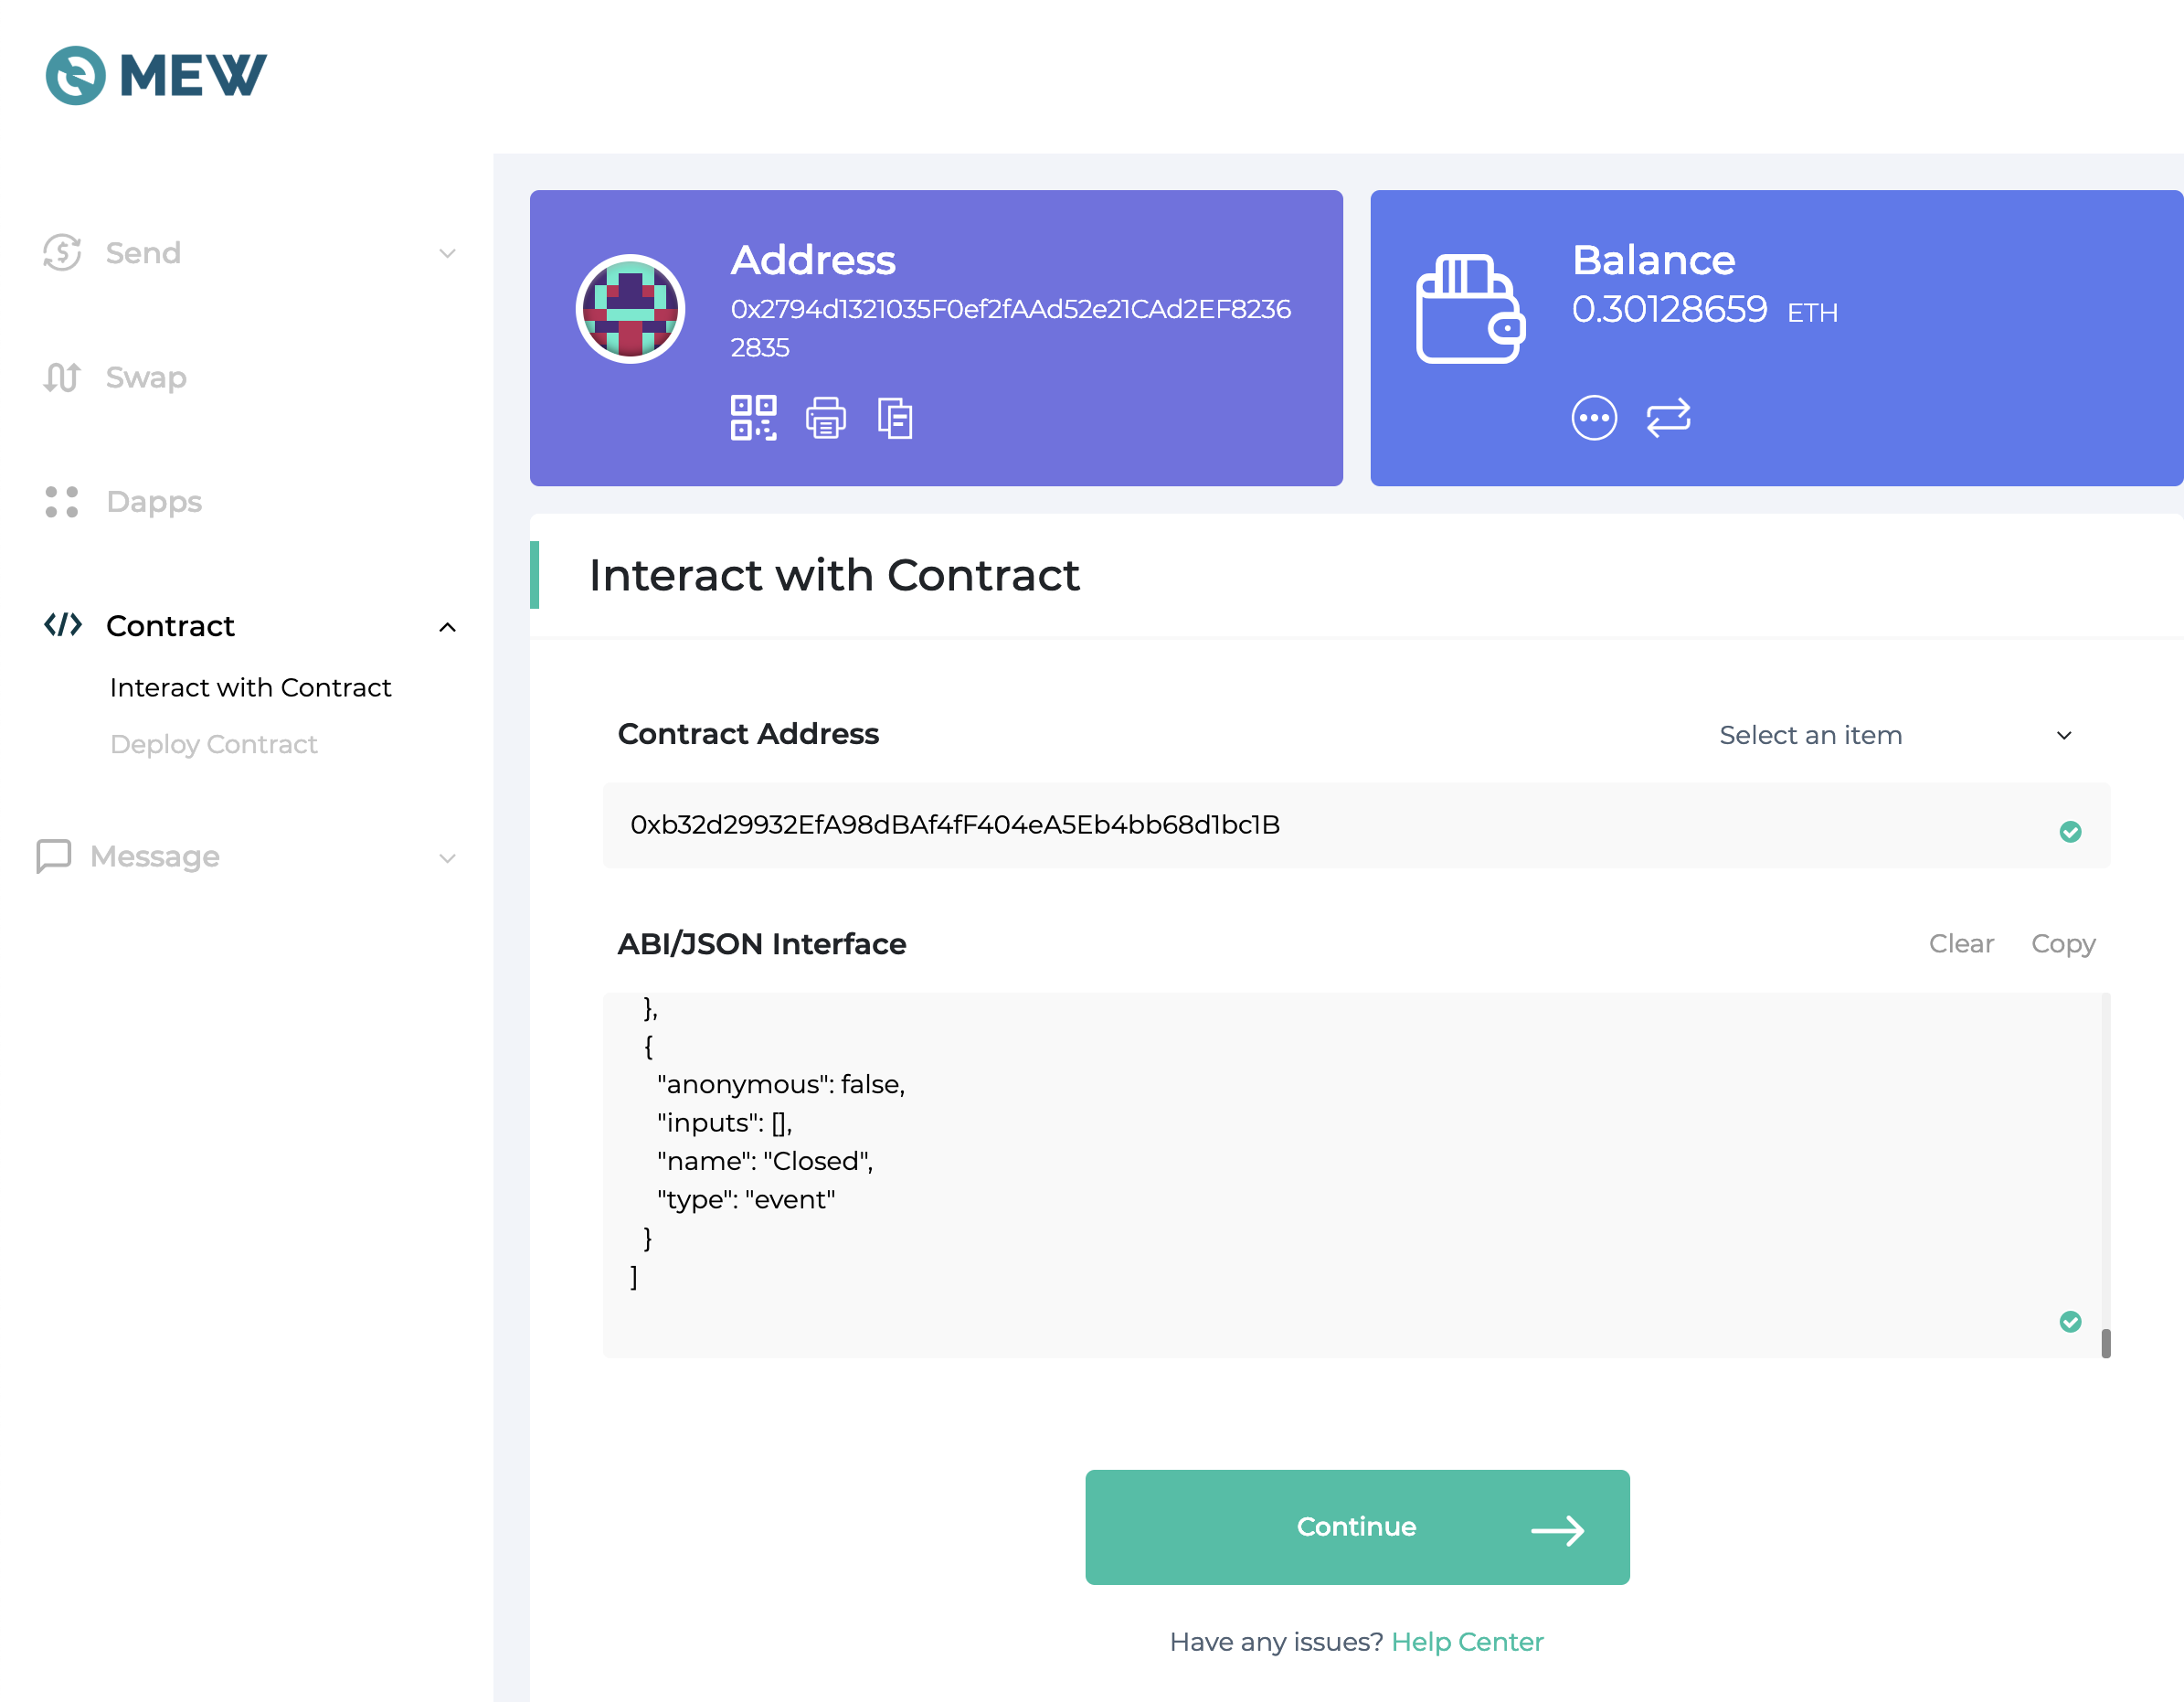 MEW
Send
Swap
Dapps
Contract
Interact with Contract
Deploy Contract
Message
Address
0x2794d1321035F0ef2fAAd52e21CAd2EF8236
2835
Balance
0.30128659 ETH
Interact with Contract
Contract Address
Select an item
0xb32d29932EfA98dBAf4fF404eA5Eb4bb68d1bc1B
ABI/JSON Interface
Clear Copy
},
{
"anonymous": false,
"inputs": [],
"name": "Closed",
"type": "event"
}
]
Continue
Have any issues? Help Center